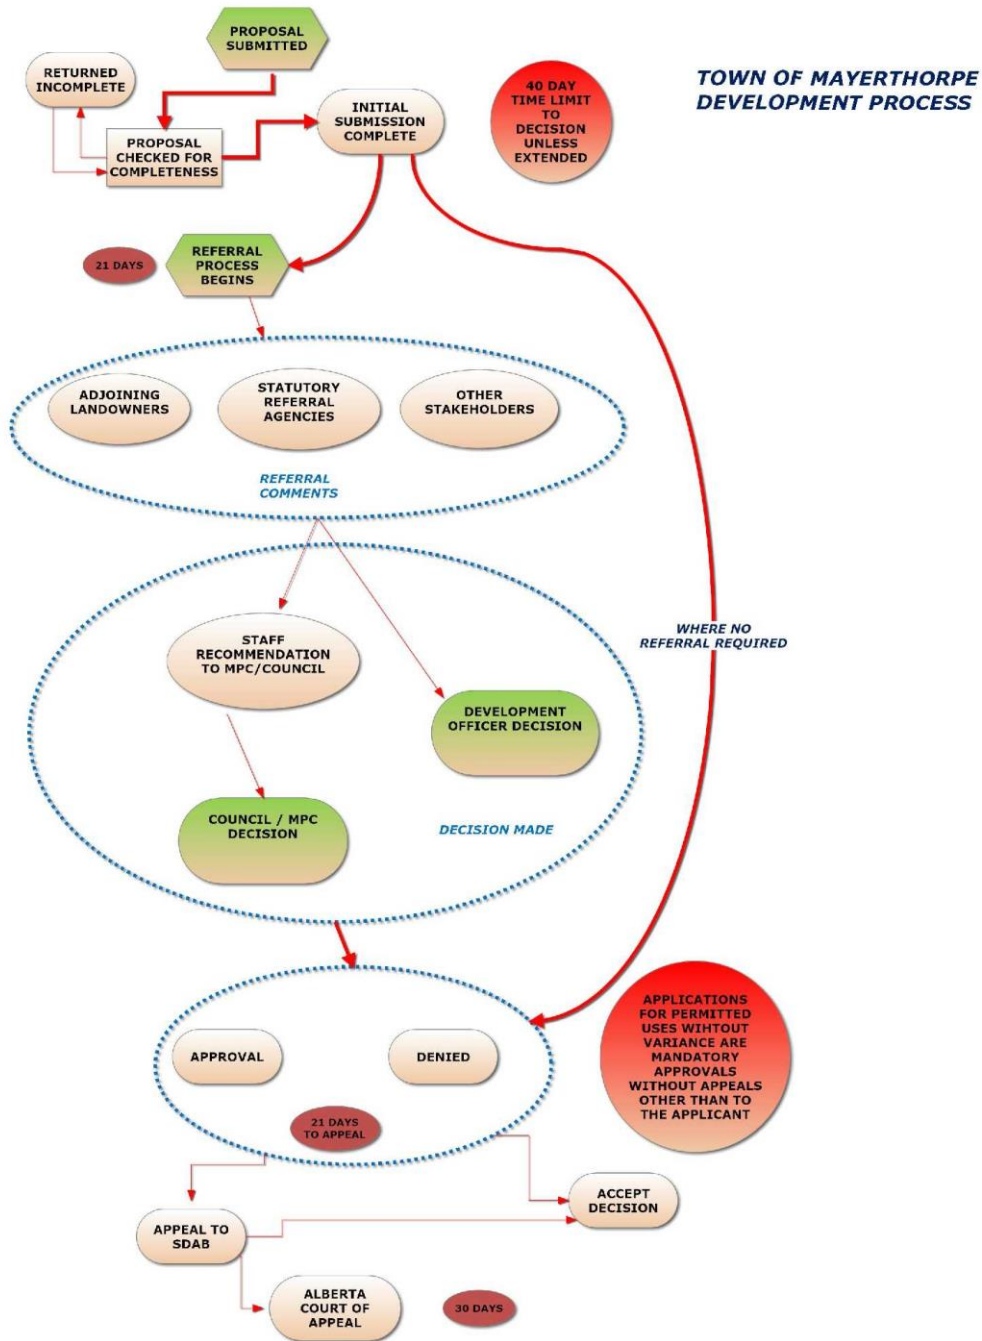 PROPOSAL
SUBMITTED
RETURNED
INCOMPLETE
PROPOSAL
CHECKED FOR
COMPLETENESS
INITIAL
SUBMISSION
COMPLETE
40 DAY
TIME LIMIT
TO
DECISION
UNLESS
EXTENDED
TOWN OF MAYERTHORPE
DEVELOPMENT PROCESS
21 DAYS
REFERRAL
PROCESS
BEGINS
ADJOINING
LANDOWNERS
STATUTORY
REFERRAL
AGENCIES
OTHER
STAKEHOLDERS
REFERRAL
COMMENTS
STAFF
RECOMMENDATION
TO MPC/COUNCIL
WHERE NO
REFERRAL REQUIRED
DEVELOPMENT
OFFICER DECISION
COUNCIL / MPC
DECISION
DECISION MADE
APPROVAL
DENIED
21 DAYS
TO APPEAL
APPLICATIONS
FOR PERMITTED
USES WIHTOUT
VARIANCE ARE
MANDATORY
APPROVALS
WITHOUT APPEALS
OTHER THAN TO
THE APPLICANT
ACCEPT
DECISION
APPEAL TO
SDAB
ALBERTA
COURT OF
APPEAL
30 DAYS